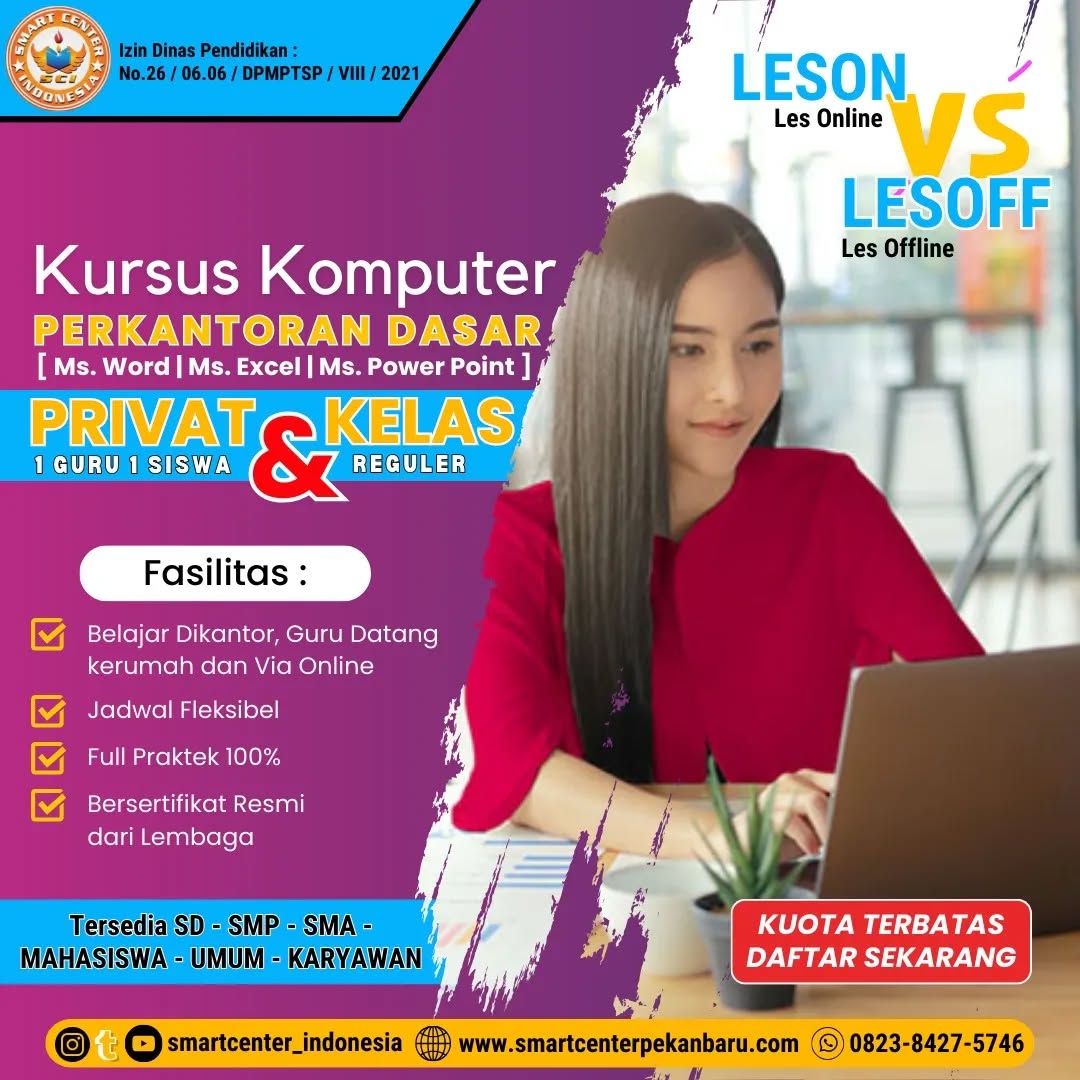 SMART CENTER
SCI
INDONESIA
Izin Dinas Pendidikan :
No.26 / 06.06 / DPMPTSP / VIII / 2021
LESON
Les Online
VS
LESOFF
Les Offline
Kursus Komputer
PERKANTORAN DASAR
[ Ms. Word | Ms. Excel | Ms. Power Point ]
PRIVAT & KELAS
1 GURU 1 SISWA
REGULER
Fasilitas :
Belajar Dikantor, Guru Datang
kerumah dan Via Online
Jadwal Fleksibel
Full Praktek 100%
Bersertifikat Resmi
dari Lembaga
Tersedia SD - SMP - SMA -
MAHASISWA - UMUM - KARYAWAN
KUOTA TERBATAS
DAFTAR SEKARANG
smartcenter_indonesia www.smartcenterpekanbaru.com 0823-8427-5746